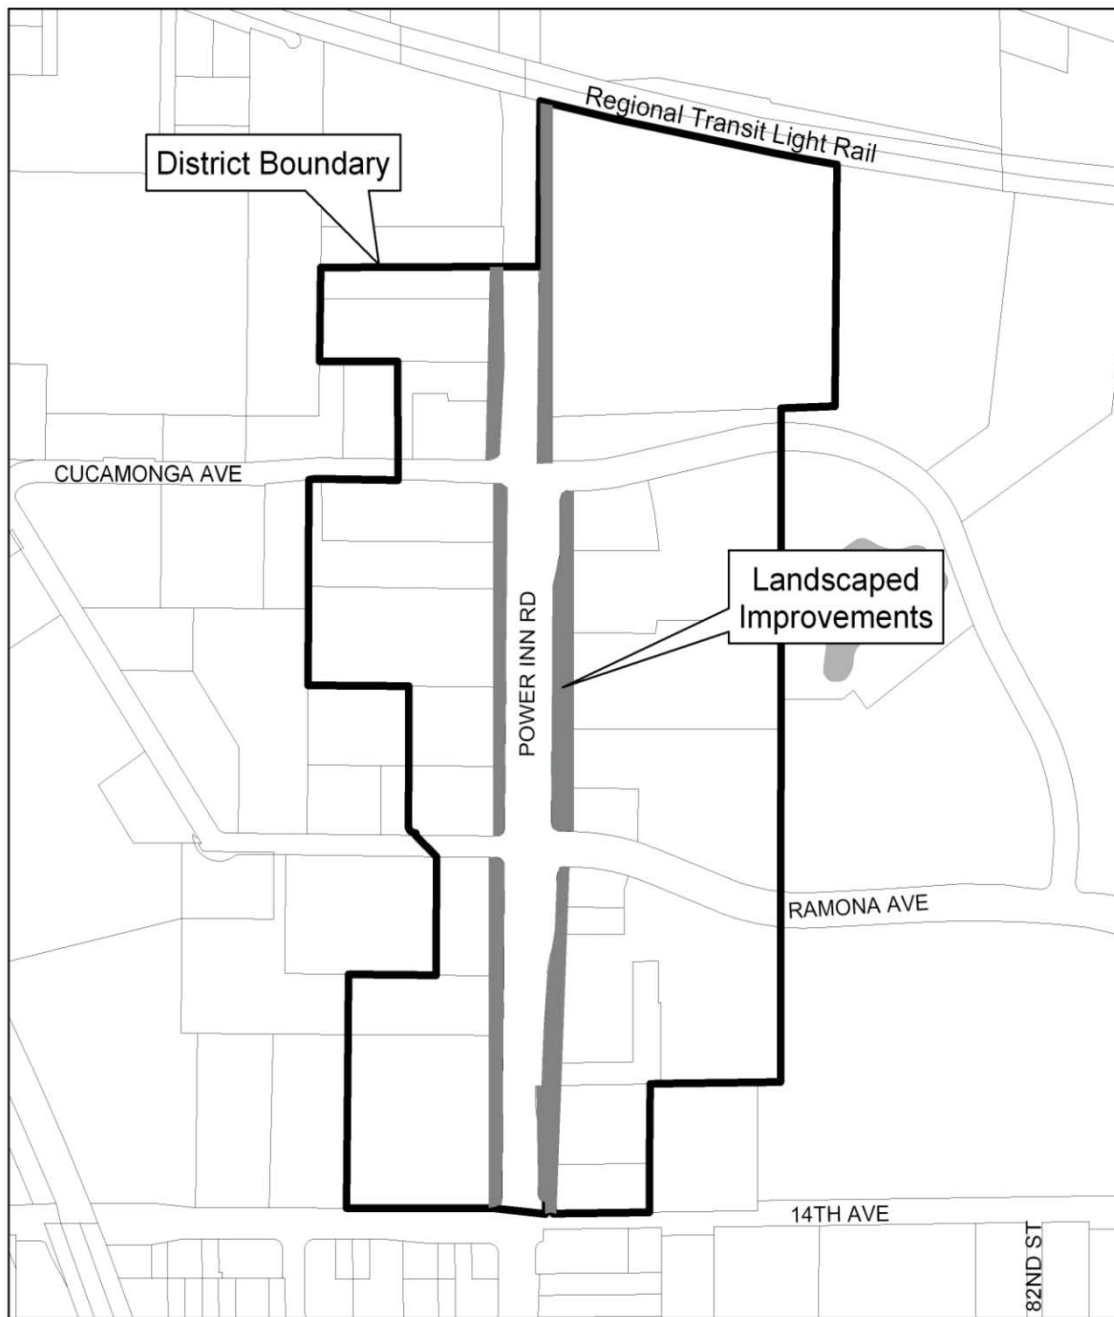 Regional Transit Light Rail
District Boundary
CUCAMONGA AVE
Landscaped
Improvements
POWER INN RD
RAMONA AVE
14TH AVE
82ND ST